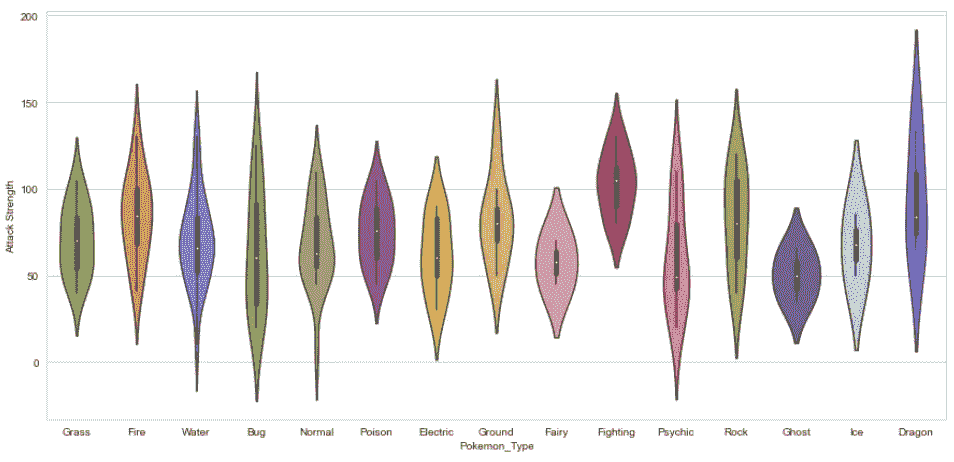 200
150
100
50
0
Attack Strength
Grass Fire Water Bug Normal Poison Electric Ground Fairy Fighting Psychic Rock Ghost Ice Dragon
Pokemon_Type